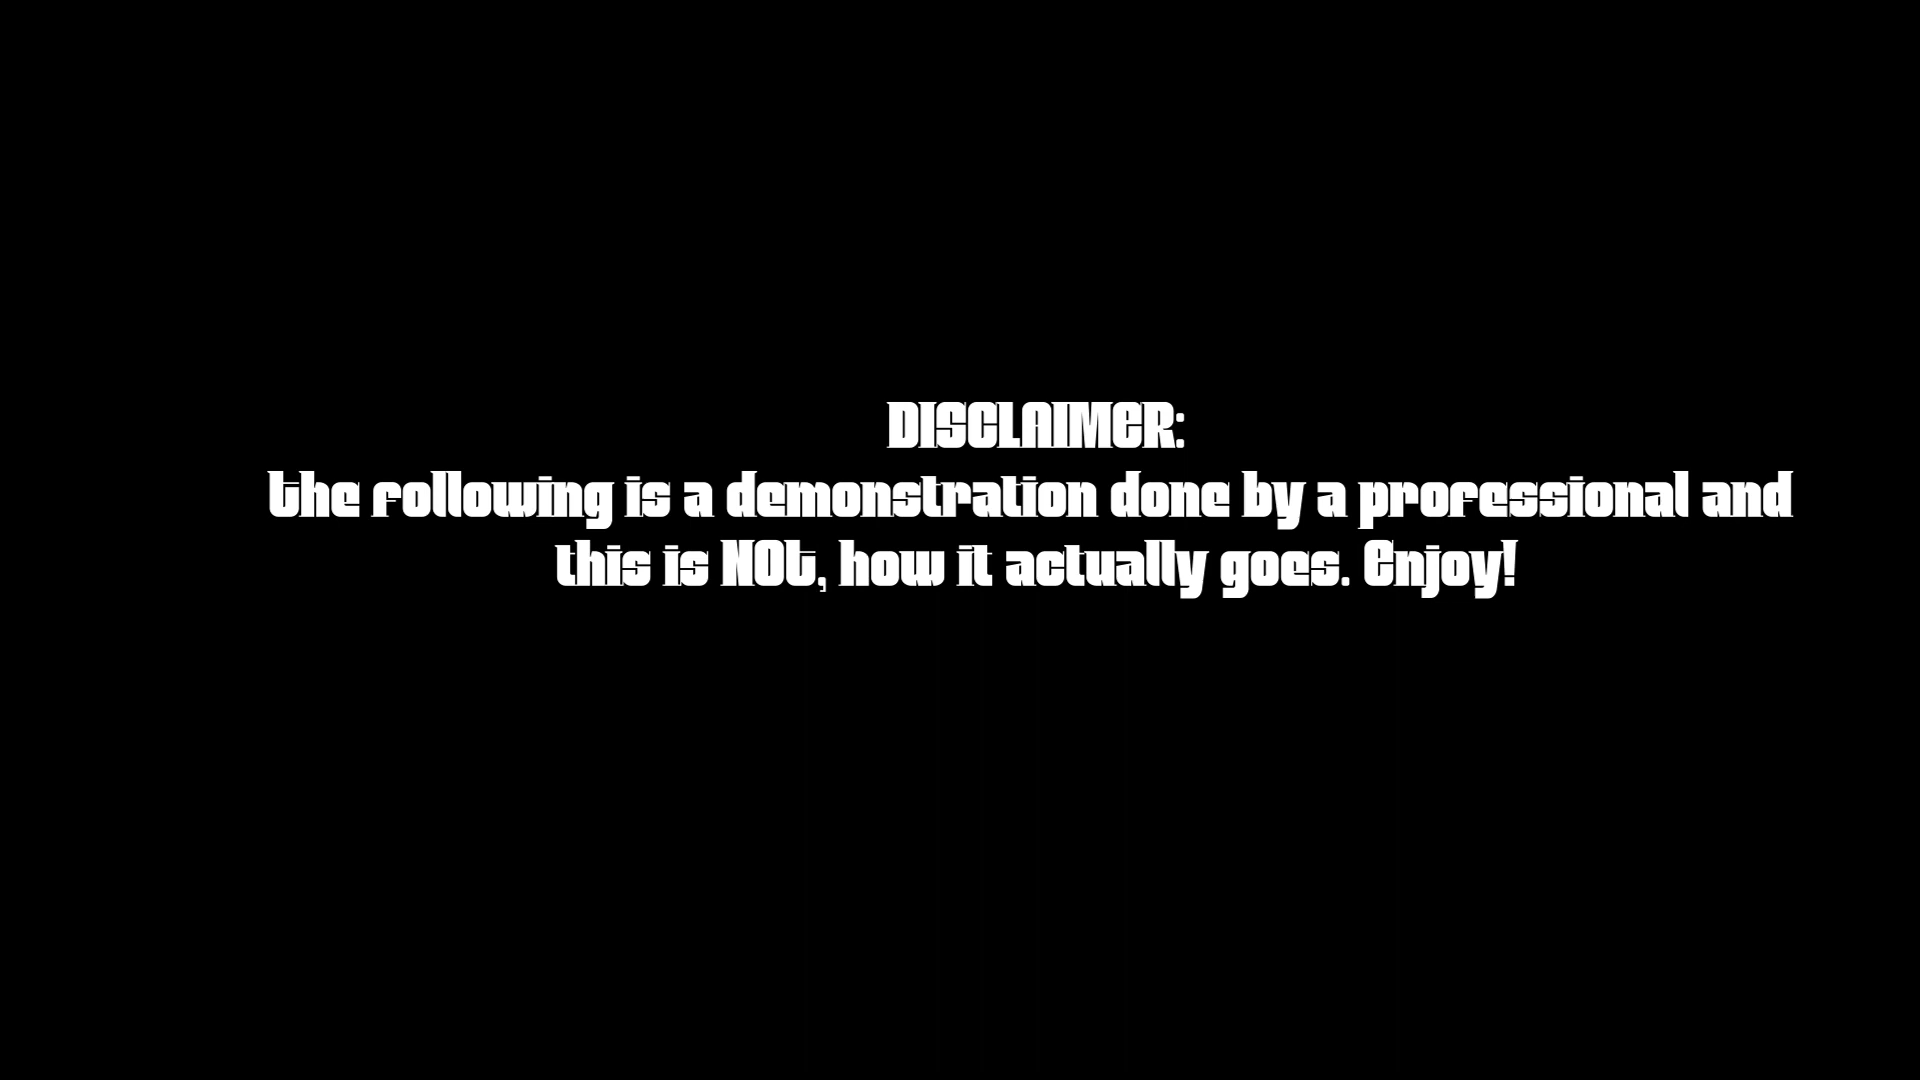 DISCLAIMER:
the following is a demonstration done by a professional and
this is NOt, how it actually goes. Enjoy!